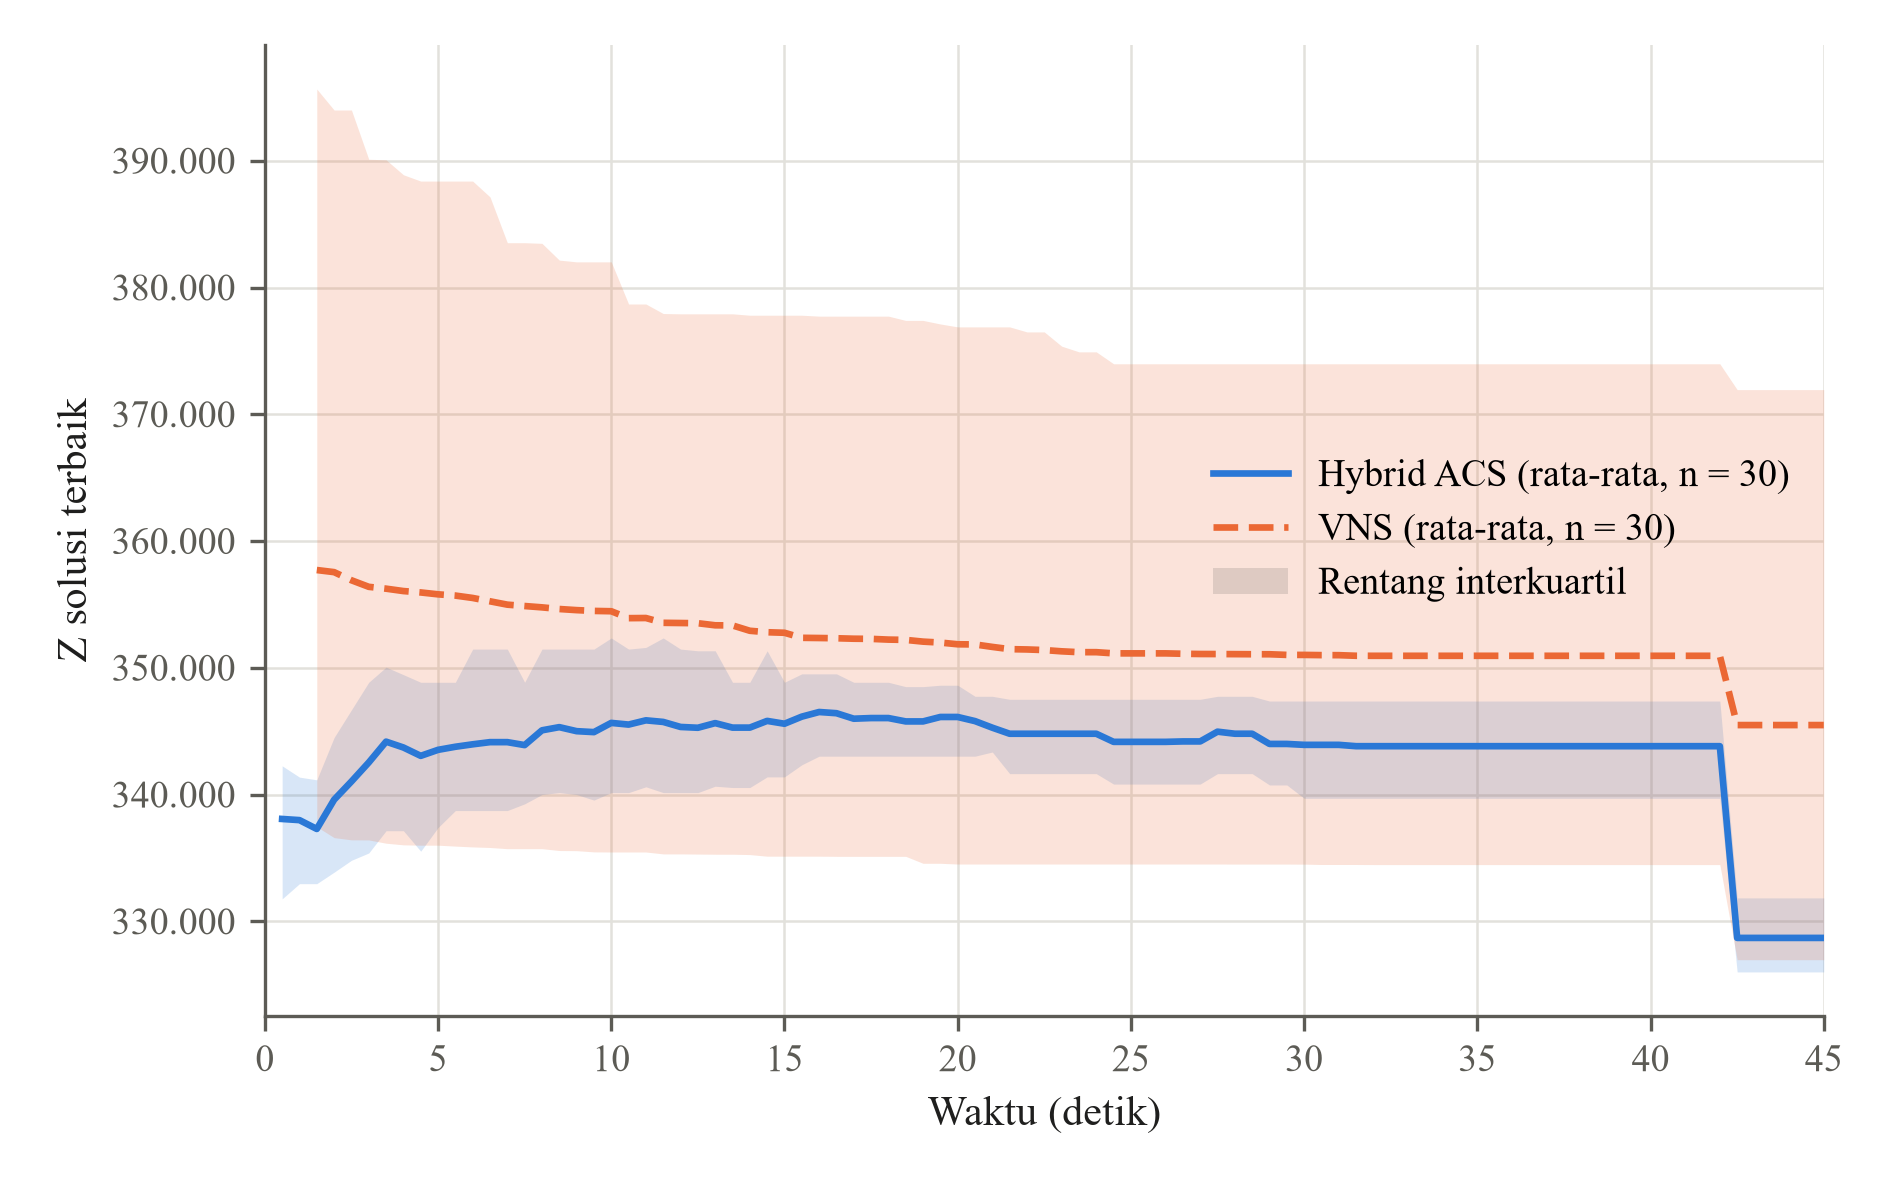 390.000
380.000
370.000
360.000
350.000
340.000
330.000
Z solusi terbaik
Hybrid ACS (rata-rata, n = 30)
VNS (rata-rata, n = 30)
Rentang interkuartil
0 5 10 15 20 25 30 35 40 45
Waktu (detik)